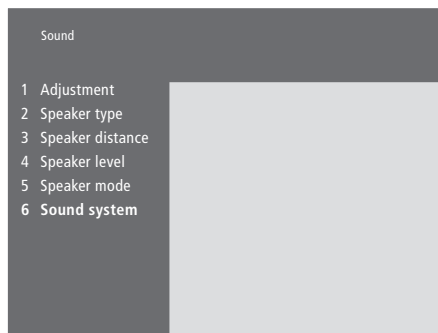 Sound
1 Adjustment
2 Speaker type
3 Speaker distance
4 Speaker level
5 Speaker mode
6 Sound system